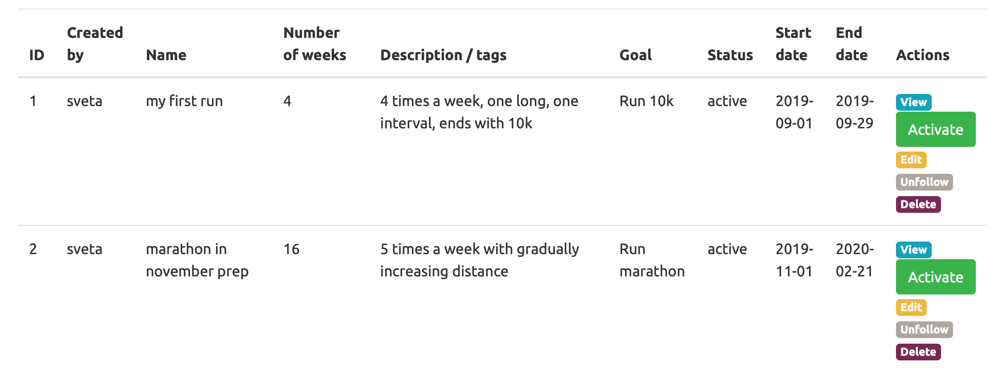 ID Created by Name Number of weeks Description / tags Goal Status Start date End date Actions
1 sveta my first run 4 4 times a week, one long, one interval, ends with 10k Run 10k active 2019-09-01 2019-09-29 View
Activate
Edit
Unfollow
Delete
2 sveta marathon in november prep 16 5 times a week with gradually increasing distance Run marathon active 2019-11-01 2020-02-21 View
Activate
Edit
Unfollow
Delete